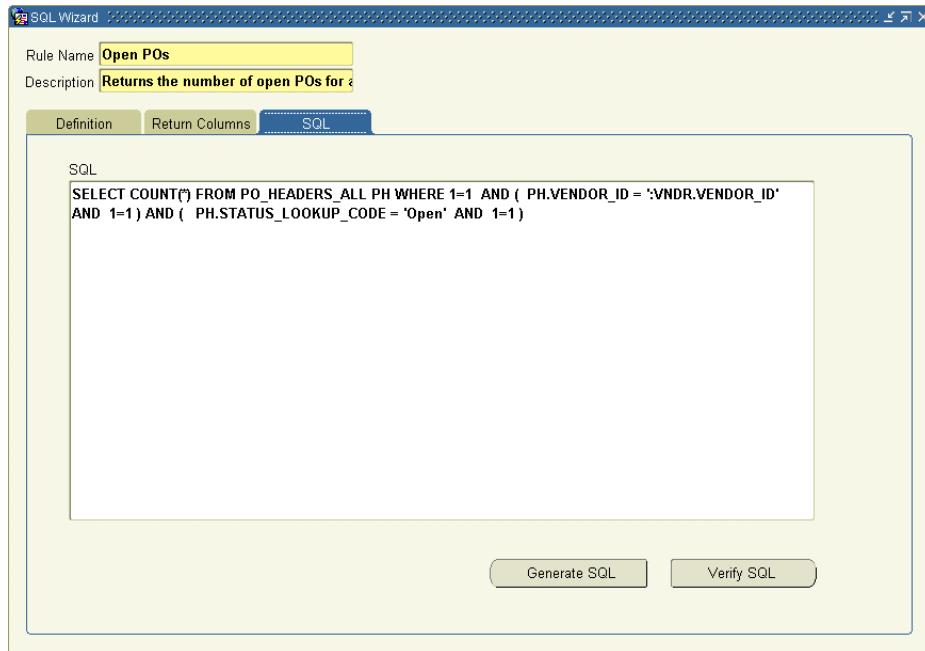 SQL Wizard
Rule Name Open POs
Description Returns the number of open POs for
Definition Return Columns SQL
SQL
SELECT COUNT(*) FROM PO_HEADERS_ALL PH WHERE 1=1 AND ( PH.VENDOR_ID = ':VNDR.VENDOR_ID'
AND 1=1 ) AND ( PH.STATUS_LOOKUP_CODE = 'Open' AND 1=1 )
Generate SQL Verify SQL